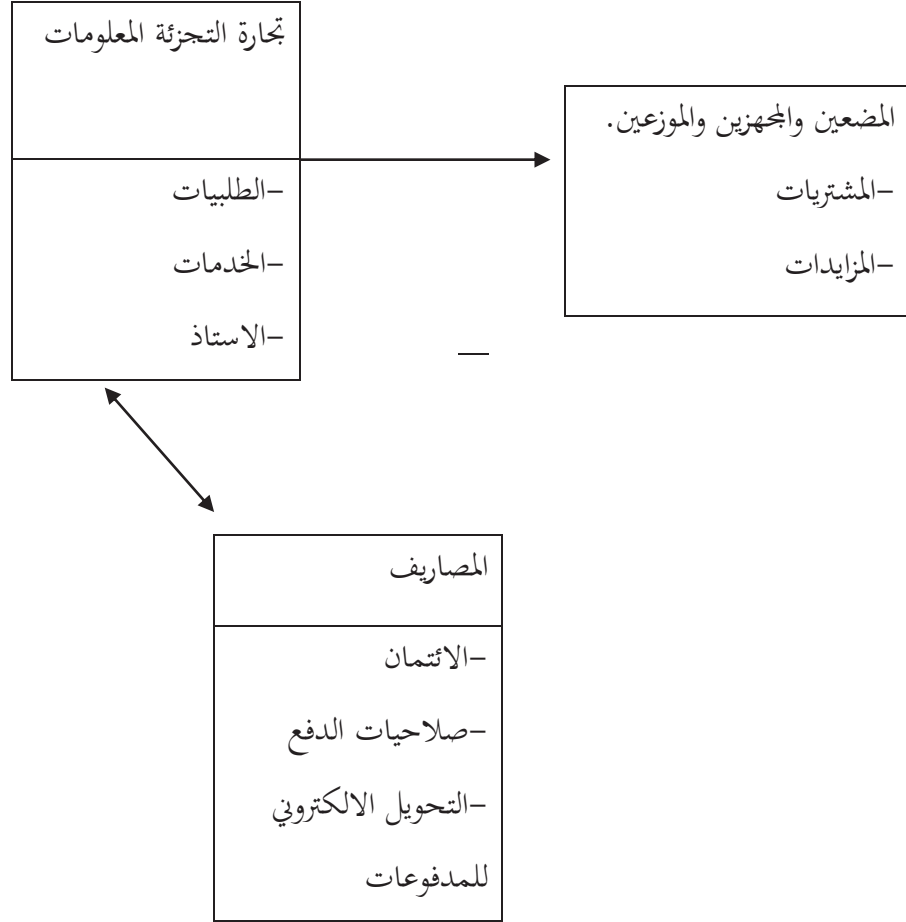 تجارة التجزئة المعلومات
-الطلبيات
-الخدمات
-الاستاذ
المضعين والمجهزين والموزعين.
-المشتريات
-المزايدات
المصاريف
-الائتمان
-صلاحيات الدفع
-التحويل الالكتروني
للمدفوعات